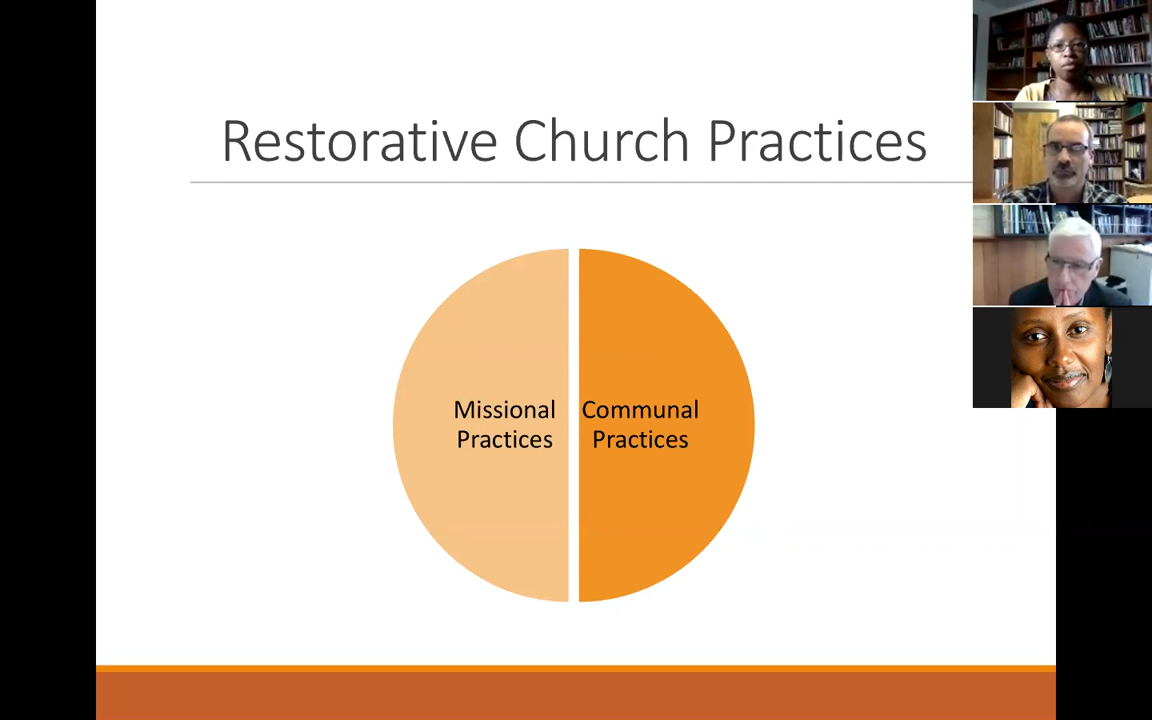 Restorative Church Practices
Missional
Practices
Communal
Practices